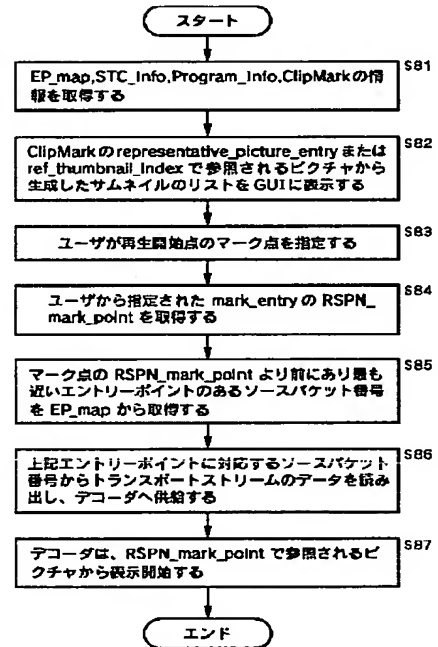 スタート
S81
EP_map,STC_Info,Program_Info,ClipMarkの情
報を取得する
S82
ClipMarkのrepresentative_picture_entryまたは
ref_thumbnail_Indexで参照されるピクチャから
生成したサムネイルのリストをGUIに表示する
S83
ユーザが再生開始点のマーク点を指定する
S84
ユーザから指定された mark_entryの RSPN_
mark_pointを取得する
S85
マーク点の RSPN_mark_pointより前にあり最も
近いエントリーポイントのあるソースパケット番号
を EP_mapから取得する
S86
上記エントリーポイントに対応するソースパケット
番号からトランスポートストリームのデータを読み
出し、デコーダへ供給する
S87
デコーダは、RSPN_mark_pointで参照されるピ
クチャから表示開始する
エンド